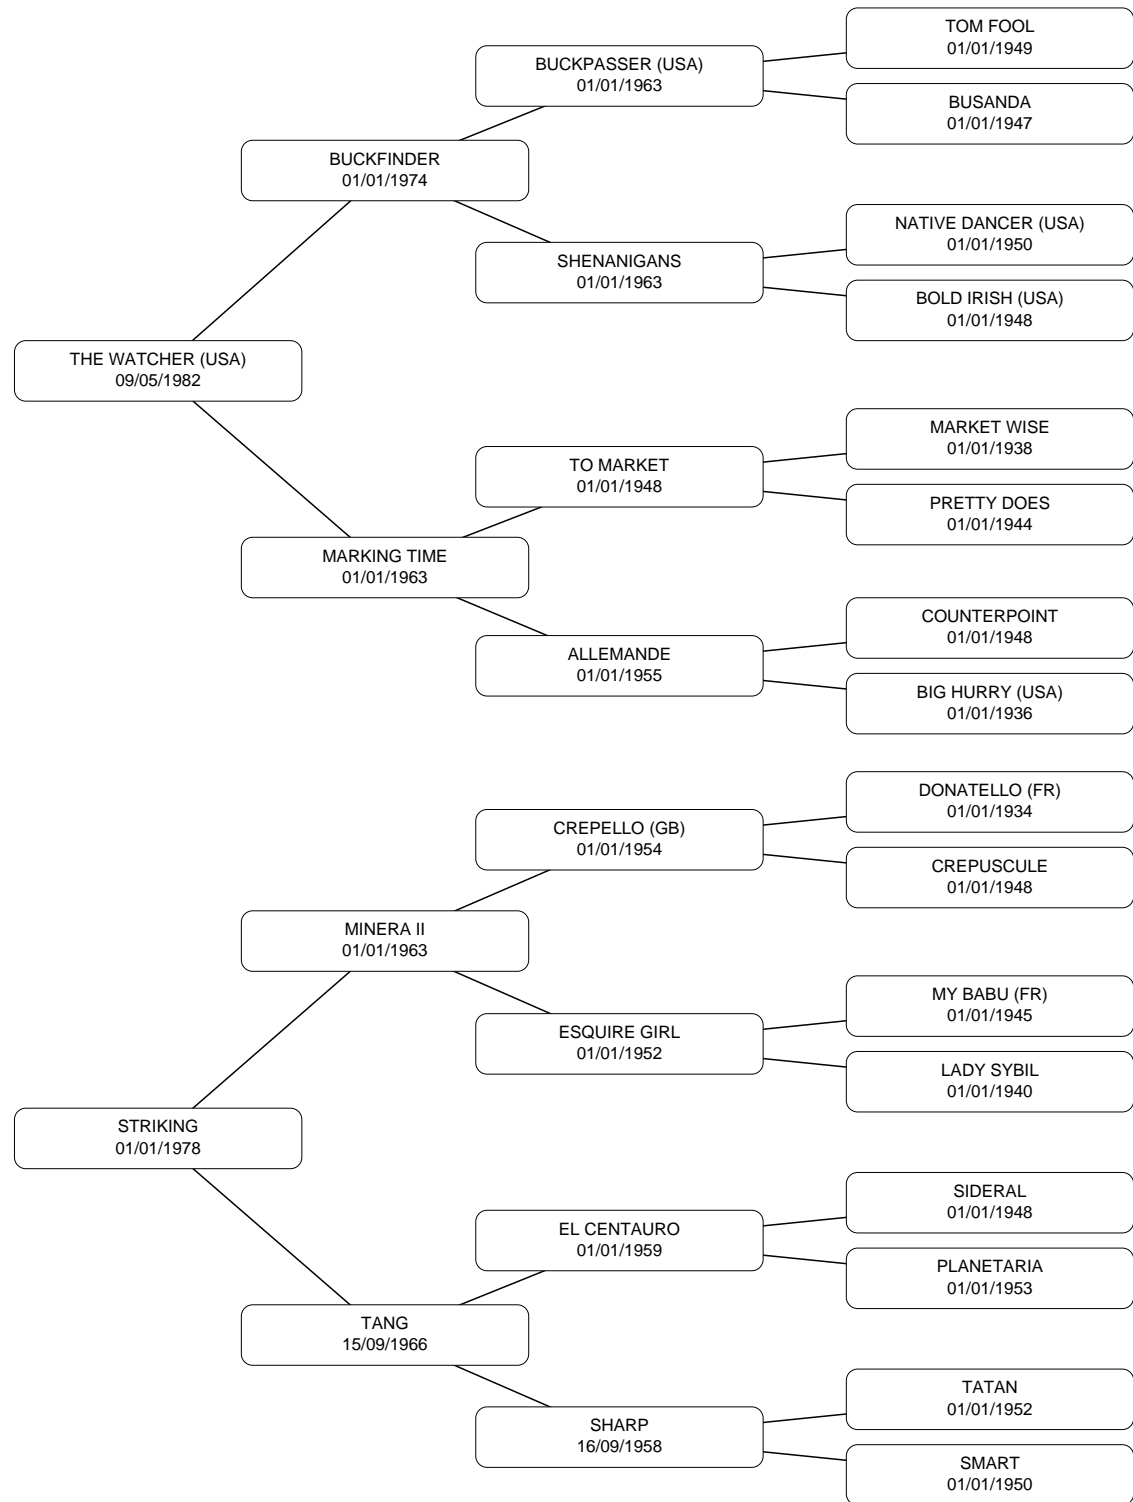 TOM FOOL
01/01/1949
BUCKPASSER (USA)
01/01/1963
BUSANDA
01/01/1947
BUCKFINDER
01/01/1974
NATIVE DANCER (USA)
01/01/1950
SHENANIGANS
01/01/1963
BOLD IRISH (USA)
01/01/1948
THE WATCHER (USA)
09/05/1982
MARKET WISE
01/01/1938
TO MARKET
01/01/1948
PRETTY DOES
01/01/1944
MARKING TIME
01/01/1963
COUNTERPOINT
01/01/1948
ALLEMANDE
01/01/1955
BIG HURRY (USA)
01/01/1936
DONATELLO (FR)
01/01/1934
CREPELLO (GB)
01/01/1954
CREPUSCULE
01/01/1948
MINERA II
01/01/1963
MY BABU (FR)
01/01/1945
ESQUIRE GIRL
01/01/1952
LADY SYBIL
01/01/1940
STRIKING
01/01/1978
SIDERAL
01/01/1948
EL CENTAURO
01/01/1959
PLANETARIA
01/01/1953
TANG
15/09/1966
TATAN
01/01/1952
SHARP
16/09/1958
SMART
01/01/1950